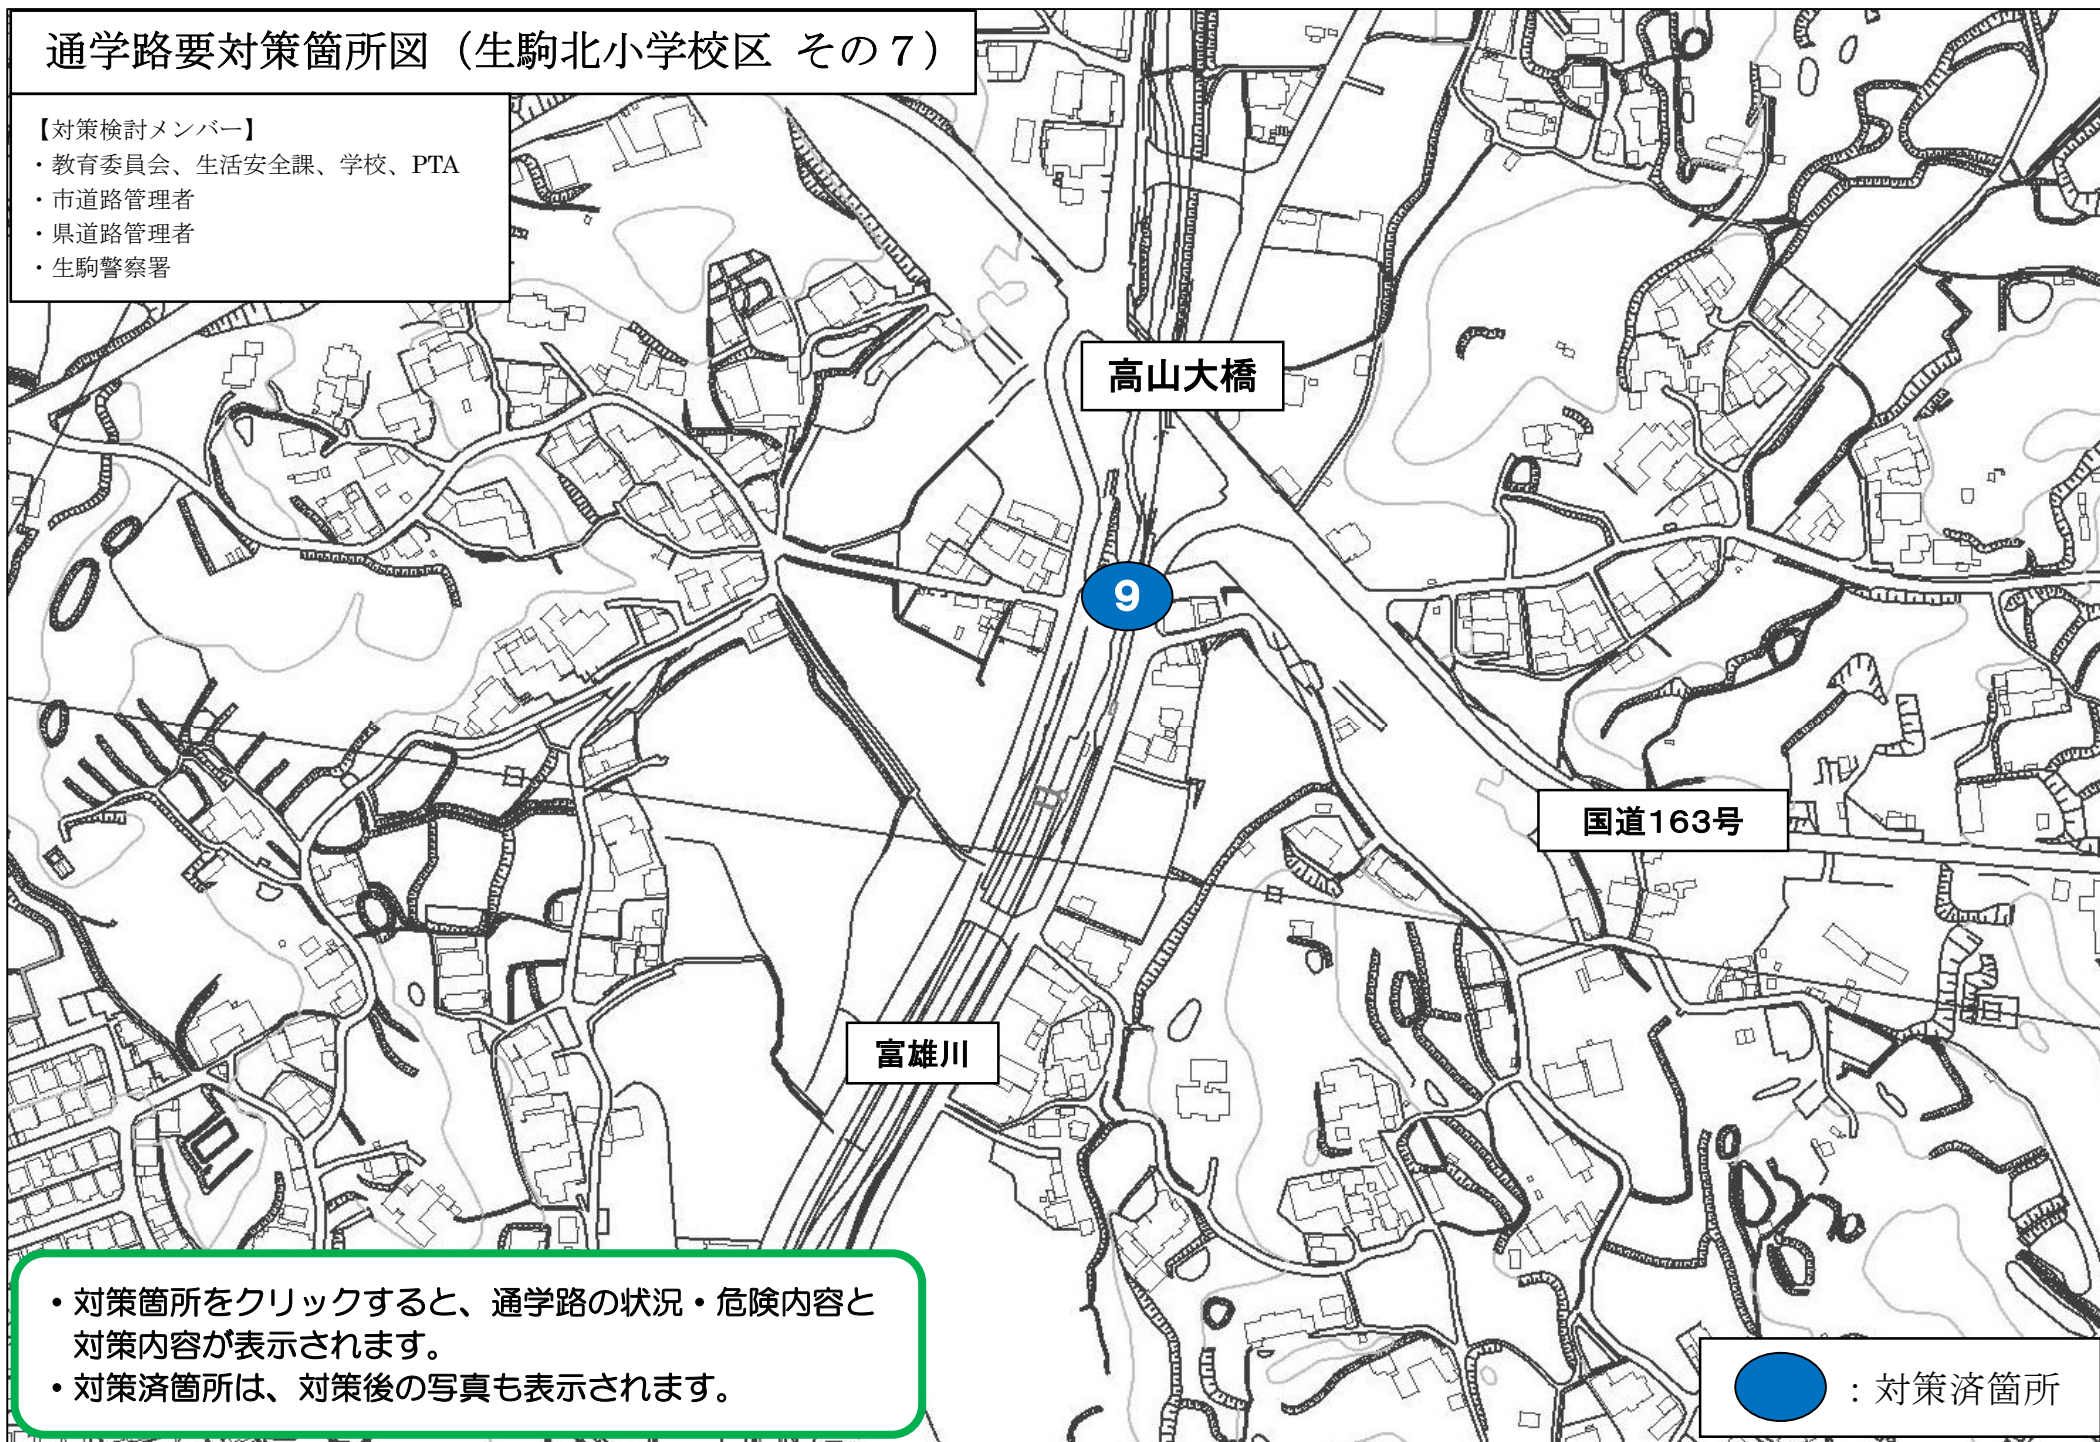 通学路要対策箇所図（生駒北小学校区 その７）
【対策検討メンバー】
・教育委員会、生活安全課、学校、PTA
・市道路管理者
・県道路管理者
・生駒警察署
高山大橋
9
国道163号
富雄川
・対策箇所をクリックすると、通学路の状況・危険内容と
対策内容が表示されます。
・対策済箇所は、対策後の写真も表示されます。
：対策済箇所